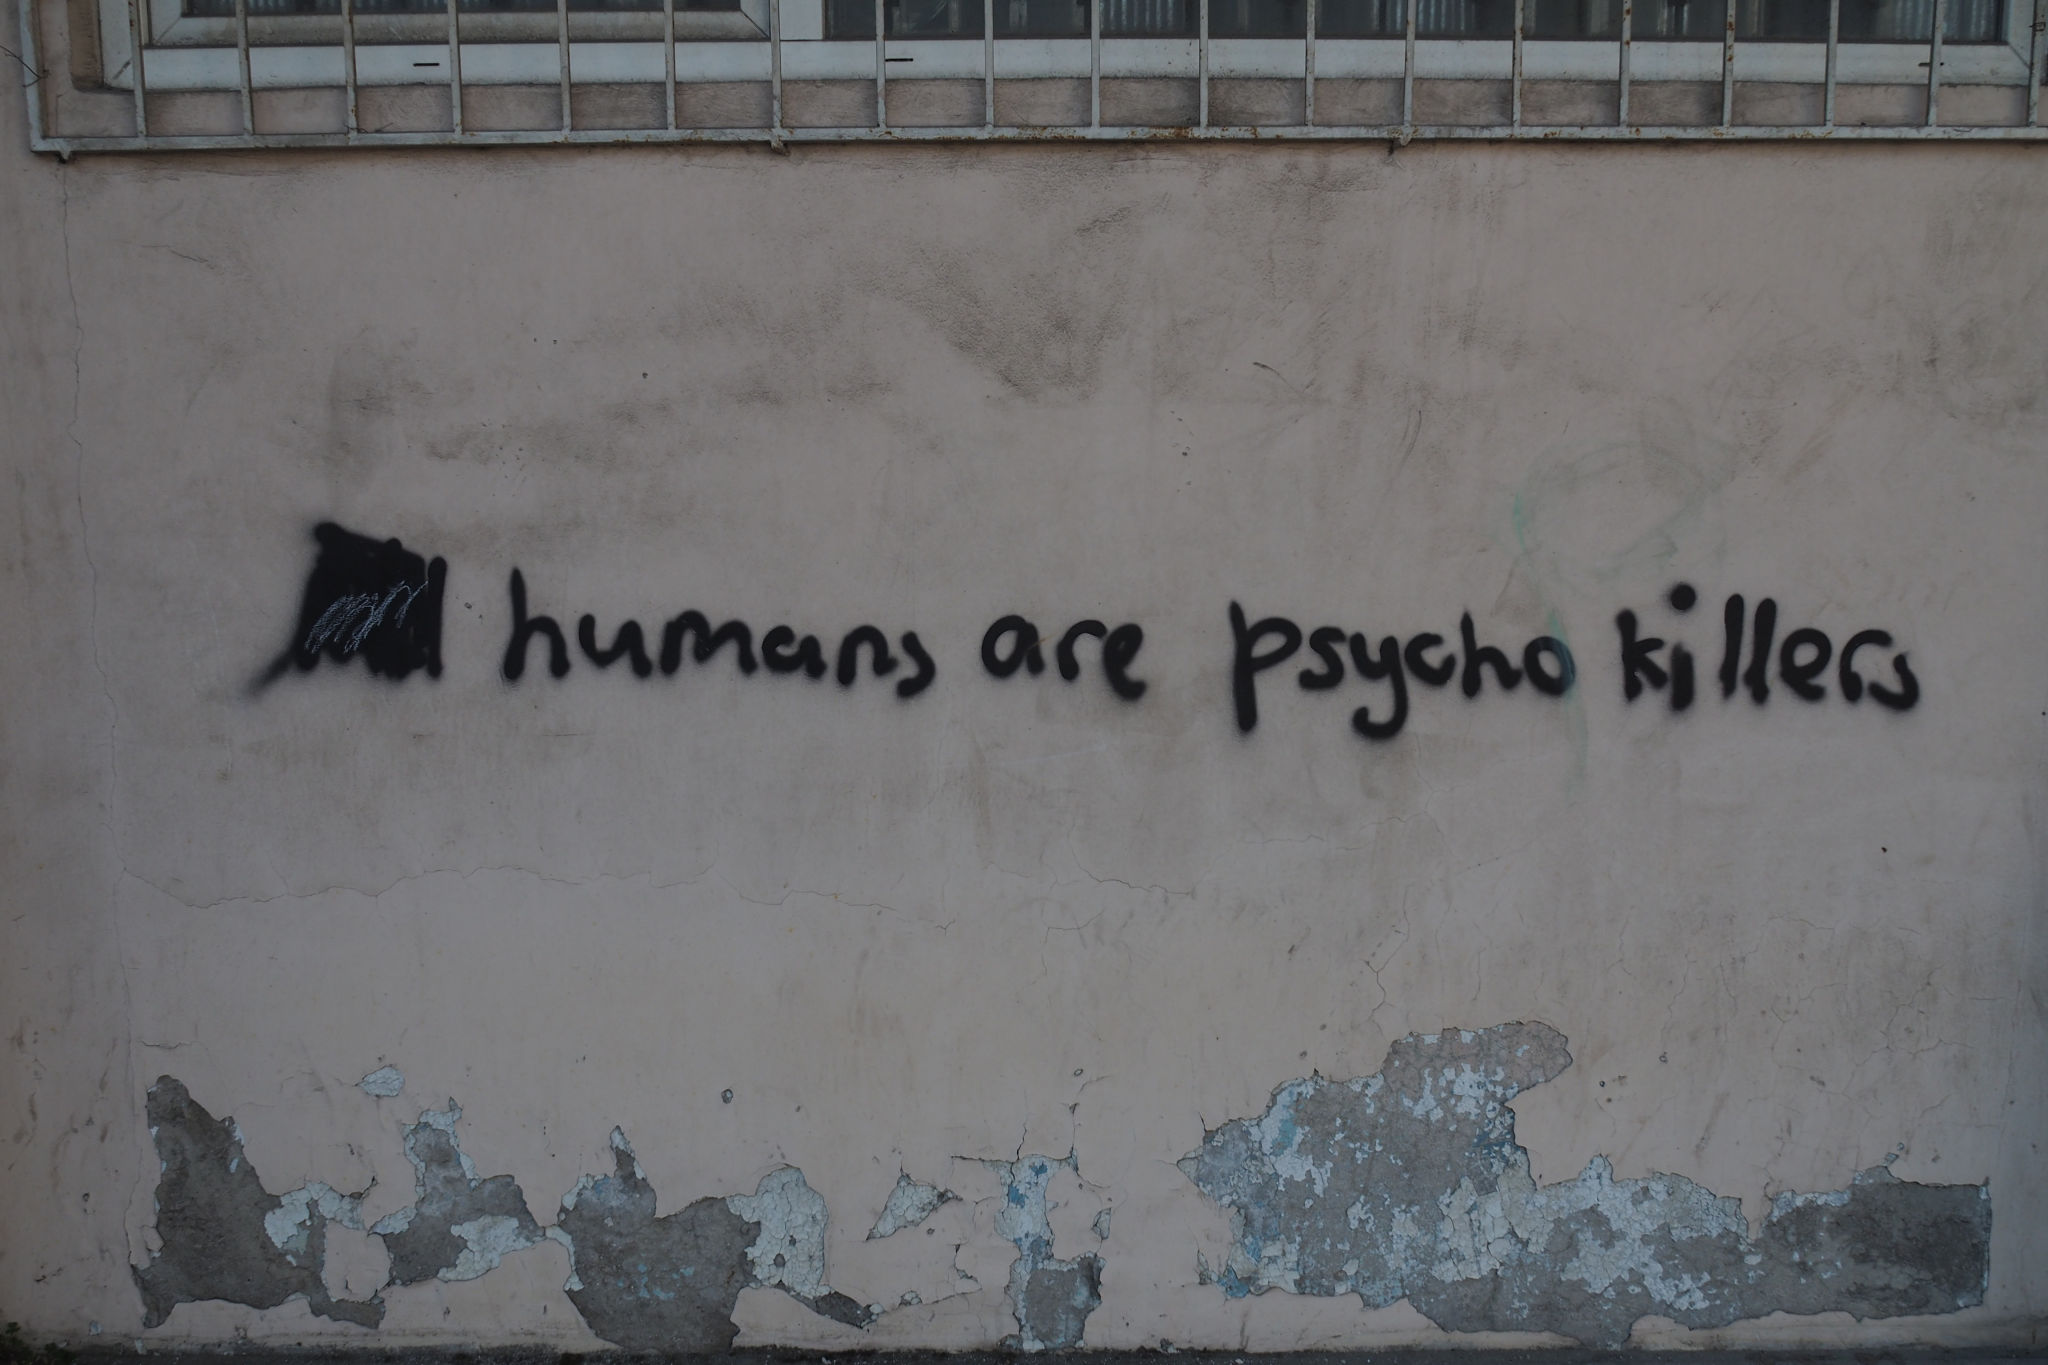 humans are psycho killers